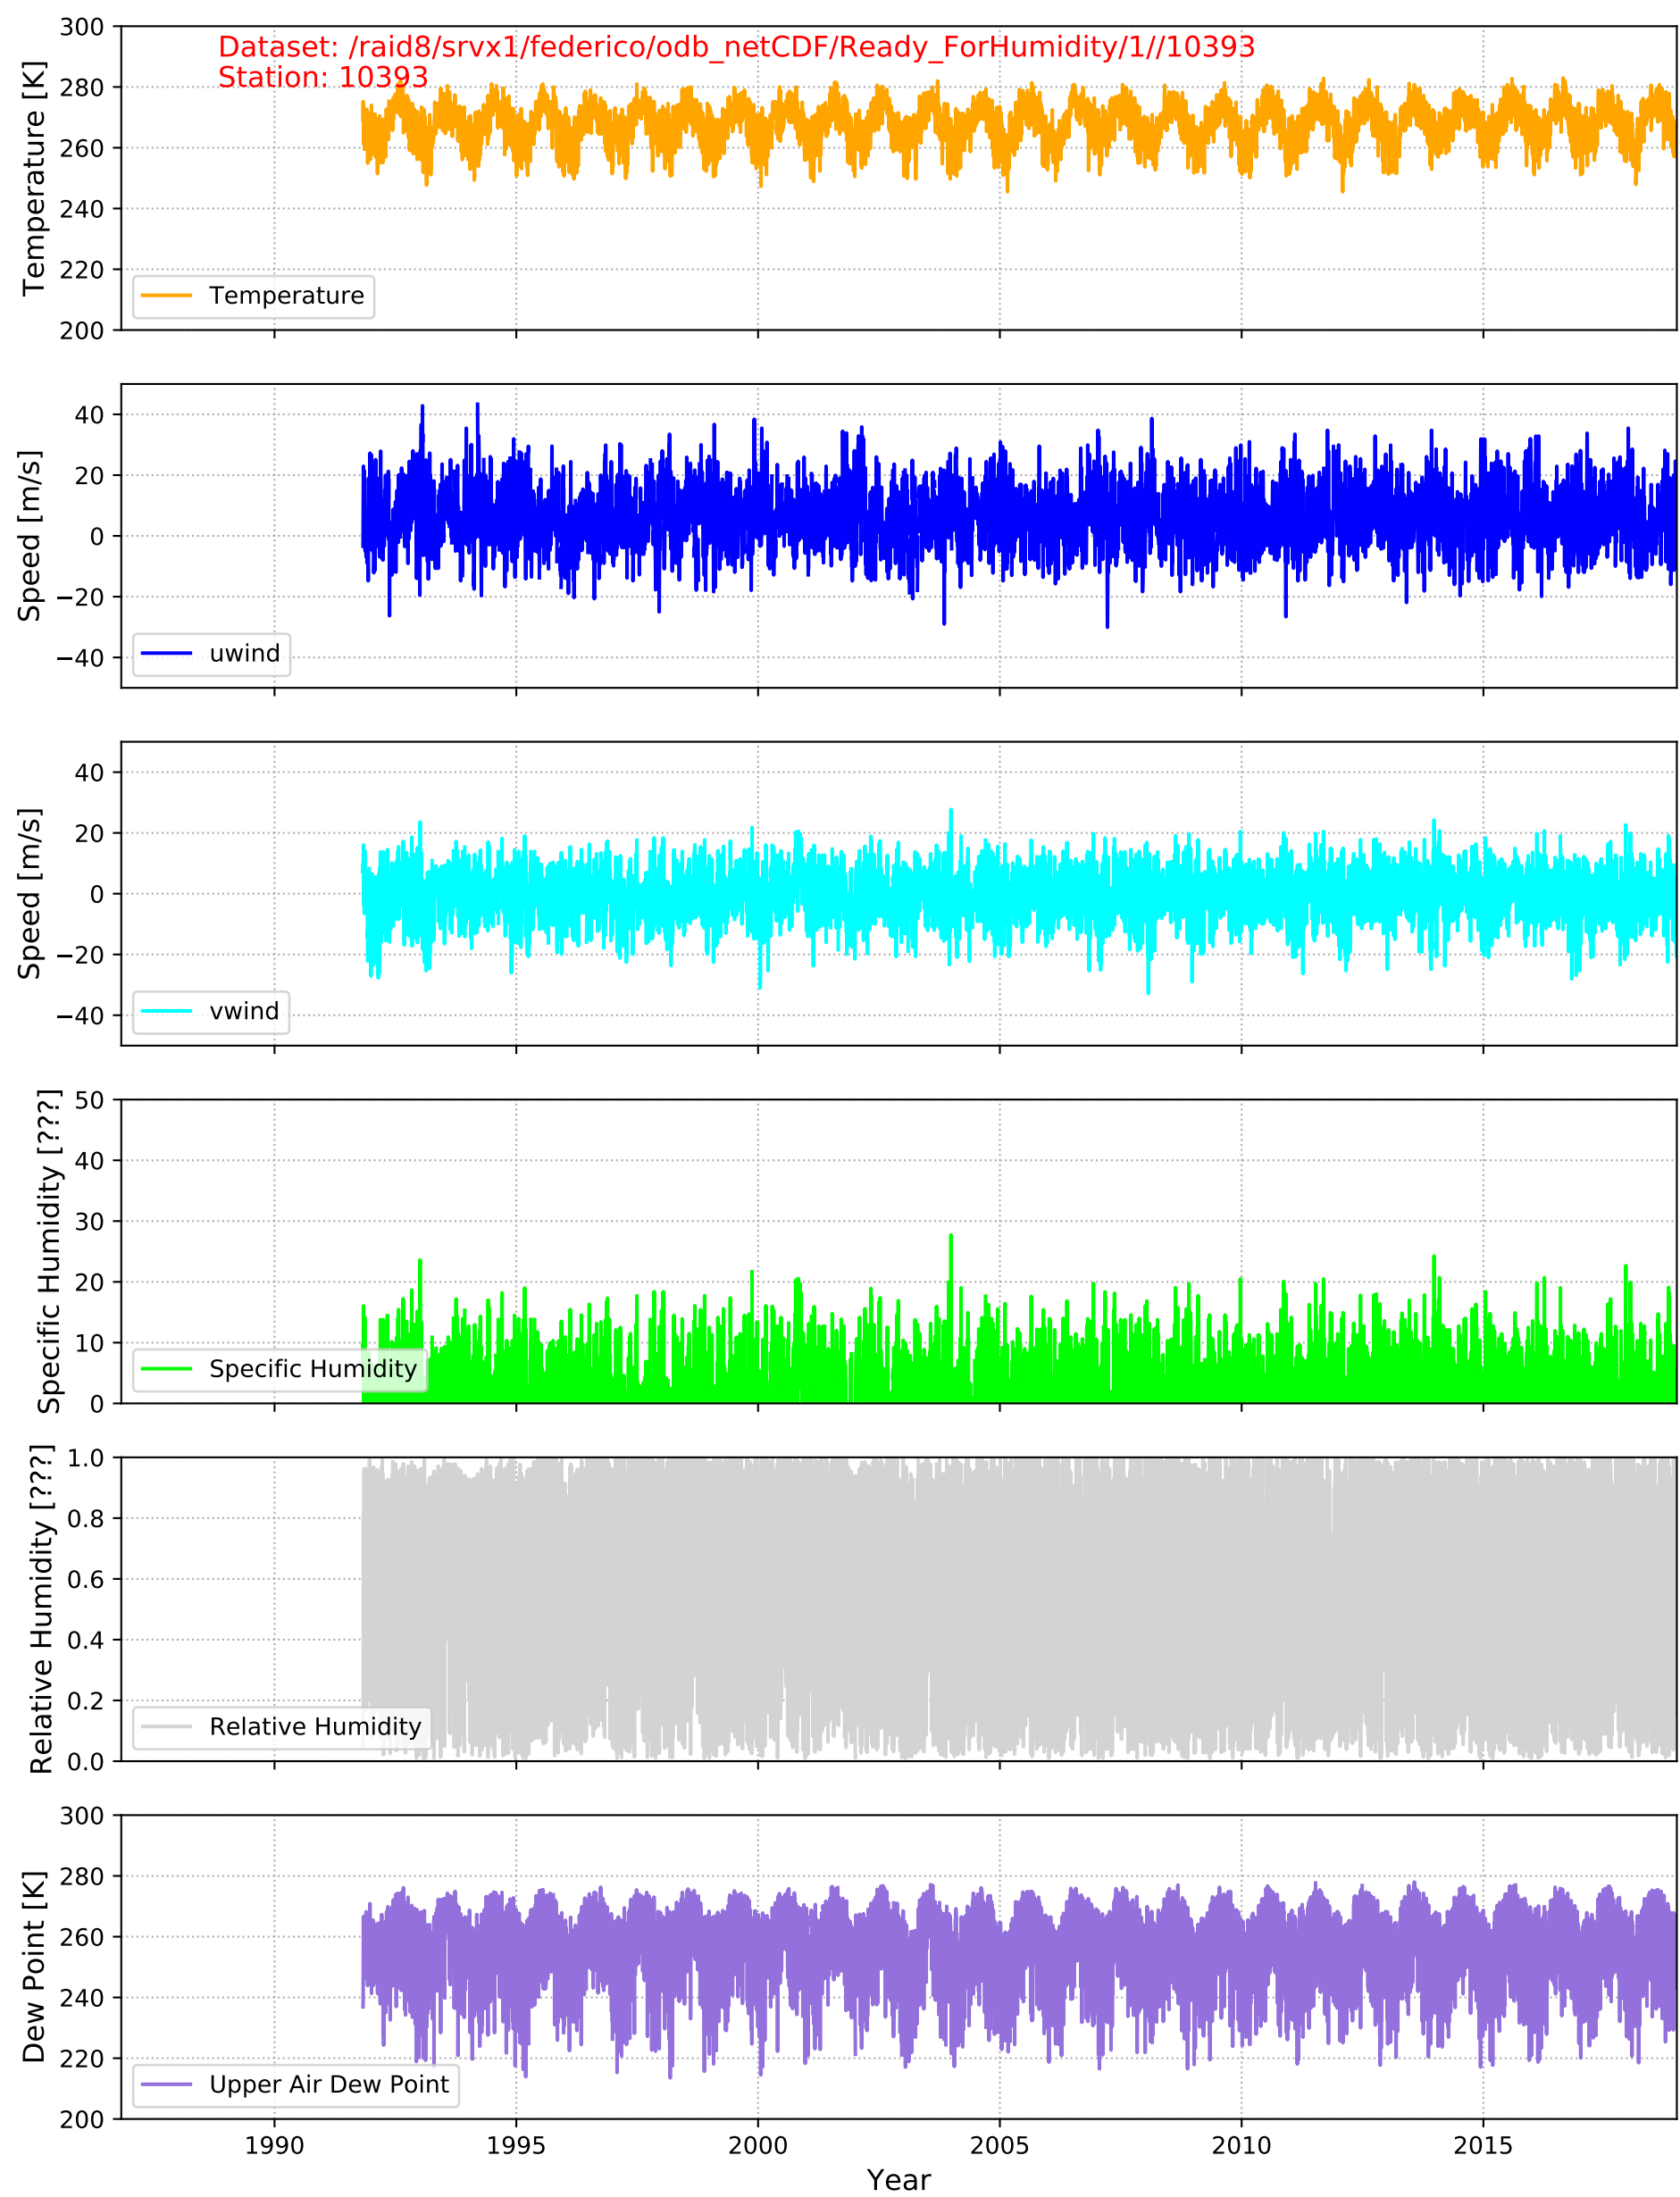 Dataset: /raid8/srvx1/federico/odb_netCDF/Ready_ForHumidity/1//10393
Station: 10393
Temperature [K]
300
280
260
240
220
200
Temperature
Speed [m/s]
40
20
0
−20
−40
uwind
Speed [m/s]
40
20
0
−20
−40
vwind
Specific Humidity [???]
50
40
30
20
10
0
Specific Humidity
Relative Humidity [???]
1.0
0.8
0.6
0.4
0.2
0.0
Relative Humidity
Dew Point [K]
300
280
260
240
220
200
Upper Air Dew Point
1990 1995 2000 2005 2010 2015
Year